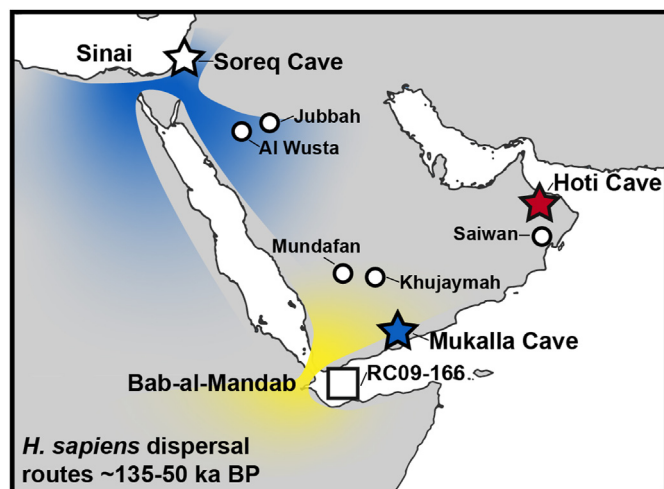 Sinai
Soreq Cave
Jubbah
Al Wusta
Hoti Cave
Saiwan
Mundafan
Khujaymah
Mukalla Cave
Bab-al-Mandab
RC09-166
H. sapiens dispersal
routes ~135-50 ka BP